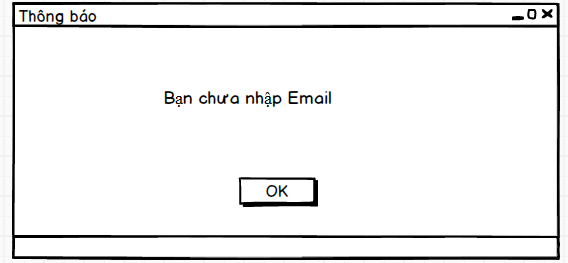 Thông báo
Bạn chưa nhập Email
OK